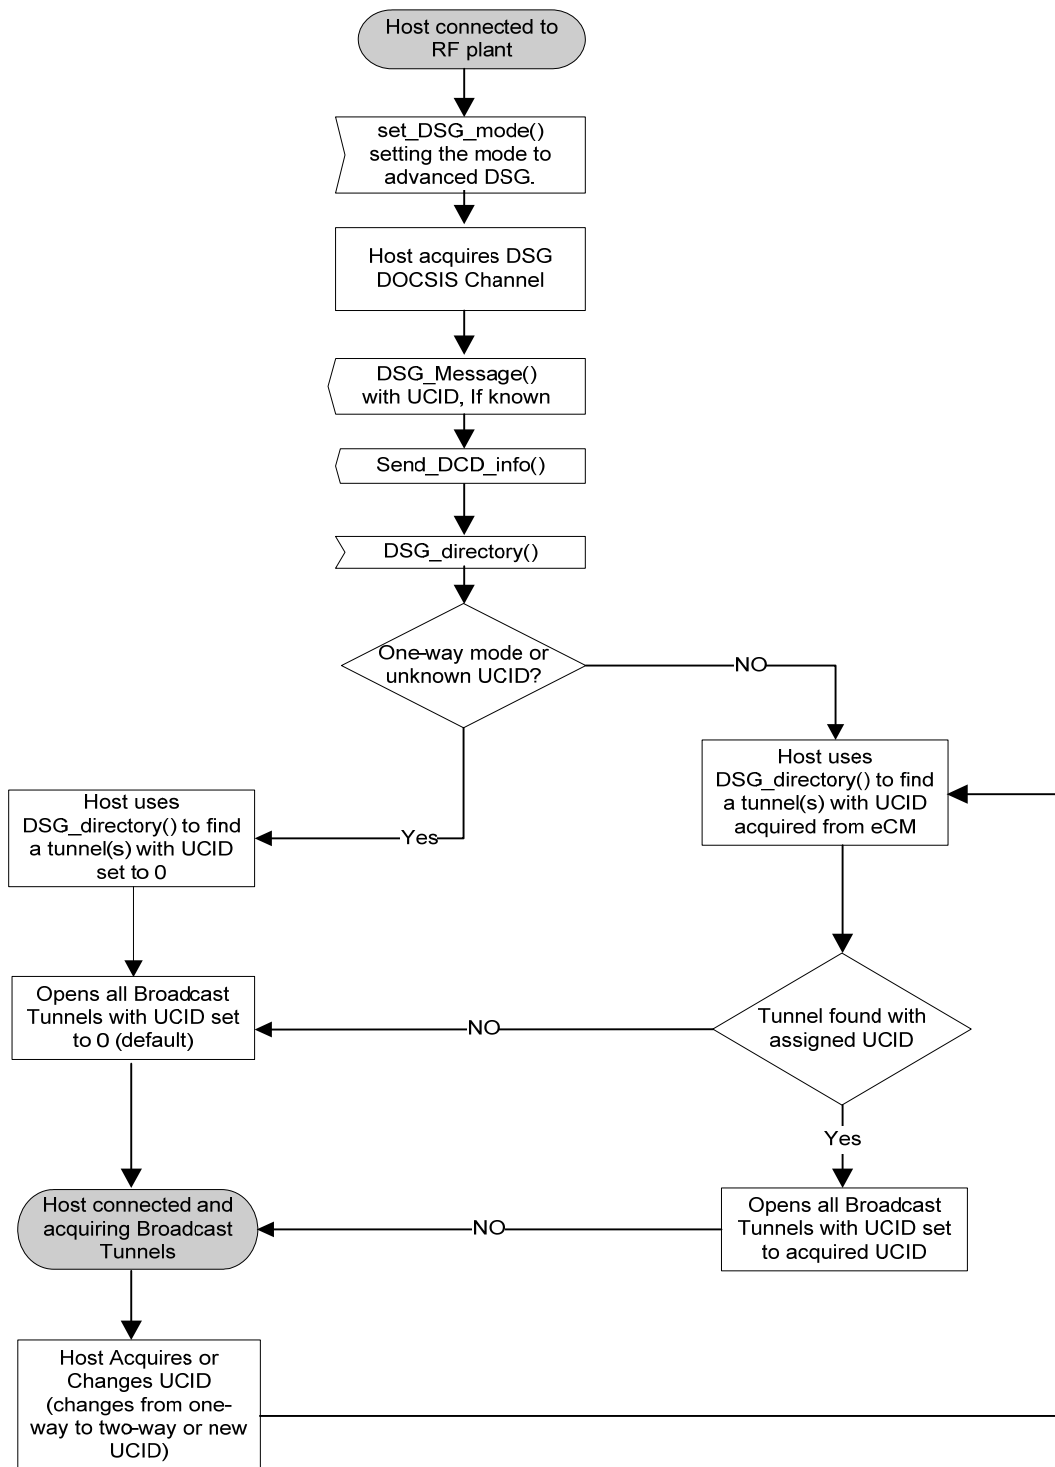 Host connected to
RF plant
set_DSG_mode()
setting the mode to
advanced DSG.
Host acquires DSG
DOCSIS Channel
DSG_Message()
with UCID, If known
Send_DCD_info()
DSG_directory()
One-way mode or
unknown UCID?
NO
Host uses
DSG_directory() to find
a tunnel(s) with UCID
acquired from eCM
Yes
Host uses
DSG_directory() to find
a tunnel(s) with UCID
set to 0
Opens all Broadcast
Tunnels with UCID set
to 0 (default)
NO
Tunnel found with
assigned UCID
Yes
Host connected and
acquiring Broadcast
Tunnels
NO
Opens all Broadcast
Tunnels with UCID set
to acquired UCID
Host Acquires or
Changes UCID
(changes from one-
way to two-way or new
UCID)